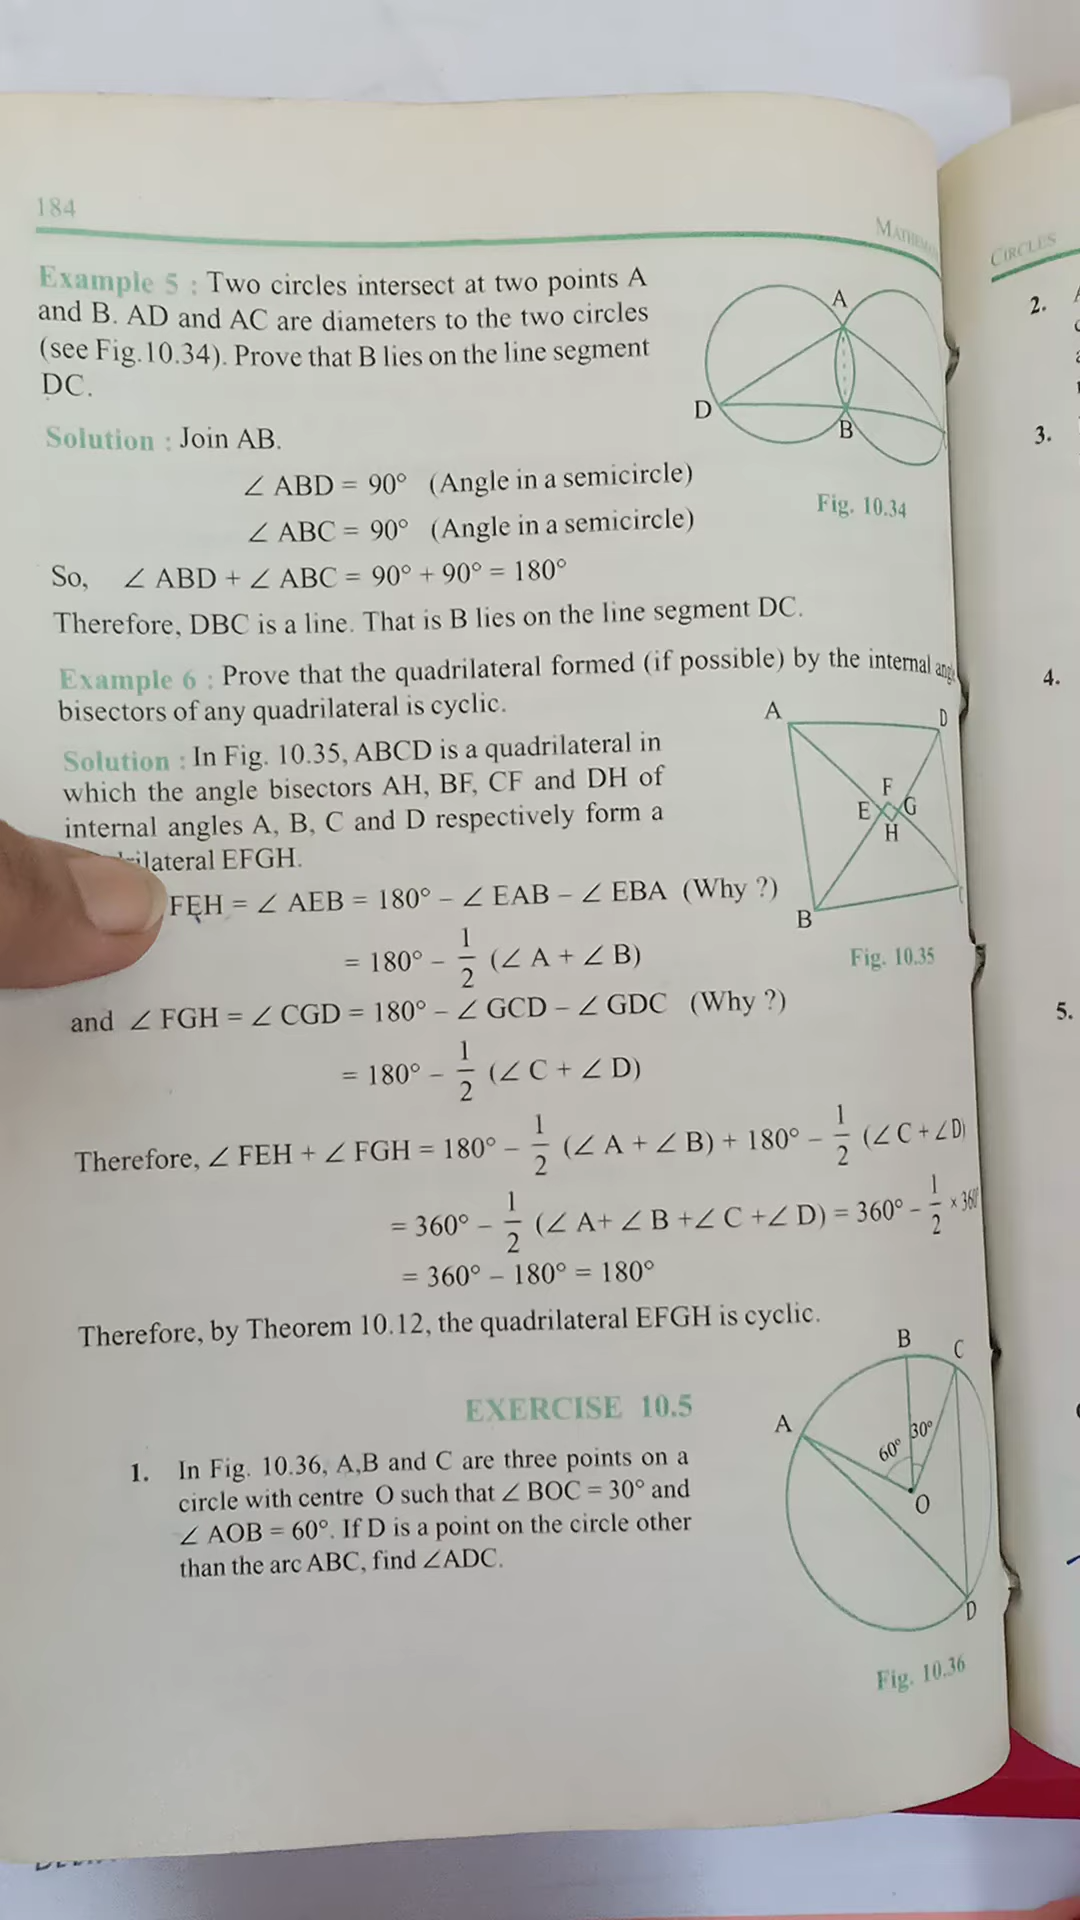 184
MATHEMA
Example 5 : Two circles intersect at two points A
and B. AD and AC are diameters to the two circles
(see Fig.10.34). Prove that B lies on the line segment
DC.
A
D
B
Fig. 10.34
Solution : Join AB.
∠ ABD = 90° (Angle in a semicircle)
∠ ABC = 90° (Angle in a semicircle)
So, ∠ ABD + ∠ ABC = 90° + 90° = 180°
Therefore, DBC is a line. That is B lies on the line segment DC.
Example 6 : Prove that the quadrilateral formed (if possible) by the internal
bisectors of any quadrilateral is cyclic.
Solution : In Fig. 10.35, ABCD is a quadrilateral in
which the angle bisectors AH, BF, CF and DH of
internal angles A, B, C and D respectively form a
ilateral EFGH.
A
D
F
E
G
H
B
C
Fig. 10.35
FEH = ∠ AEB = 180° – ∠ EAB – ∠ EBA (Why ?)
= 180° – 1/2 (∠ A + ∠ B)
and ∠ FGH = ∠ CGD = 180° – ∠ GCD – ∠ GDC (Why ?)
= 180° – 1/2 (∠ C + ∠ D)
Therefore, ∠ FEH + ∠ FGH = 180° – 1/2 (∠ A + ∠ B) + 180° – 1/2 (∠ C + ∠ D)
= 360° – 1/2 (∠ A+ ∠ B +∠ C +∠ D) = 360° – 1/2 × 360
= 360° – 180° = 180°
Therefore, by Theorem 10.12, the quadrilateral EFGH is cyclic.
EXERCISE 10.5
1. In Fig. 10.36, A,B and C are three points on a
circle with centre O such that ∠ BOC = 30° and
∠ AOB = 60°. If D is a point on the circle other
than the arc ABC, find ∠ADC.
B
C
A
60°
30°
O
D
Fig. 10.36
CIRCLES
2.
3.
4.
5.